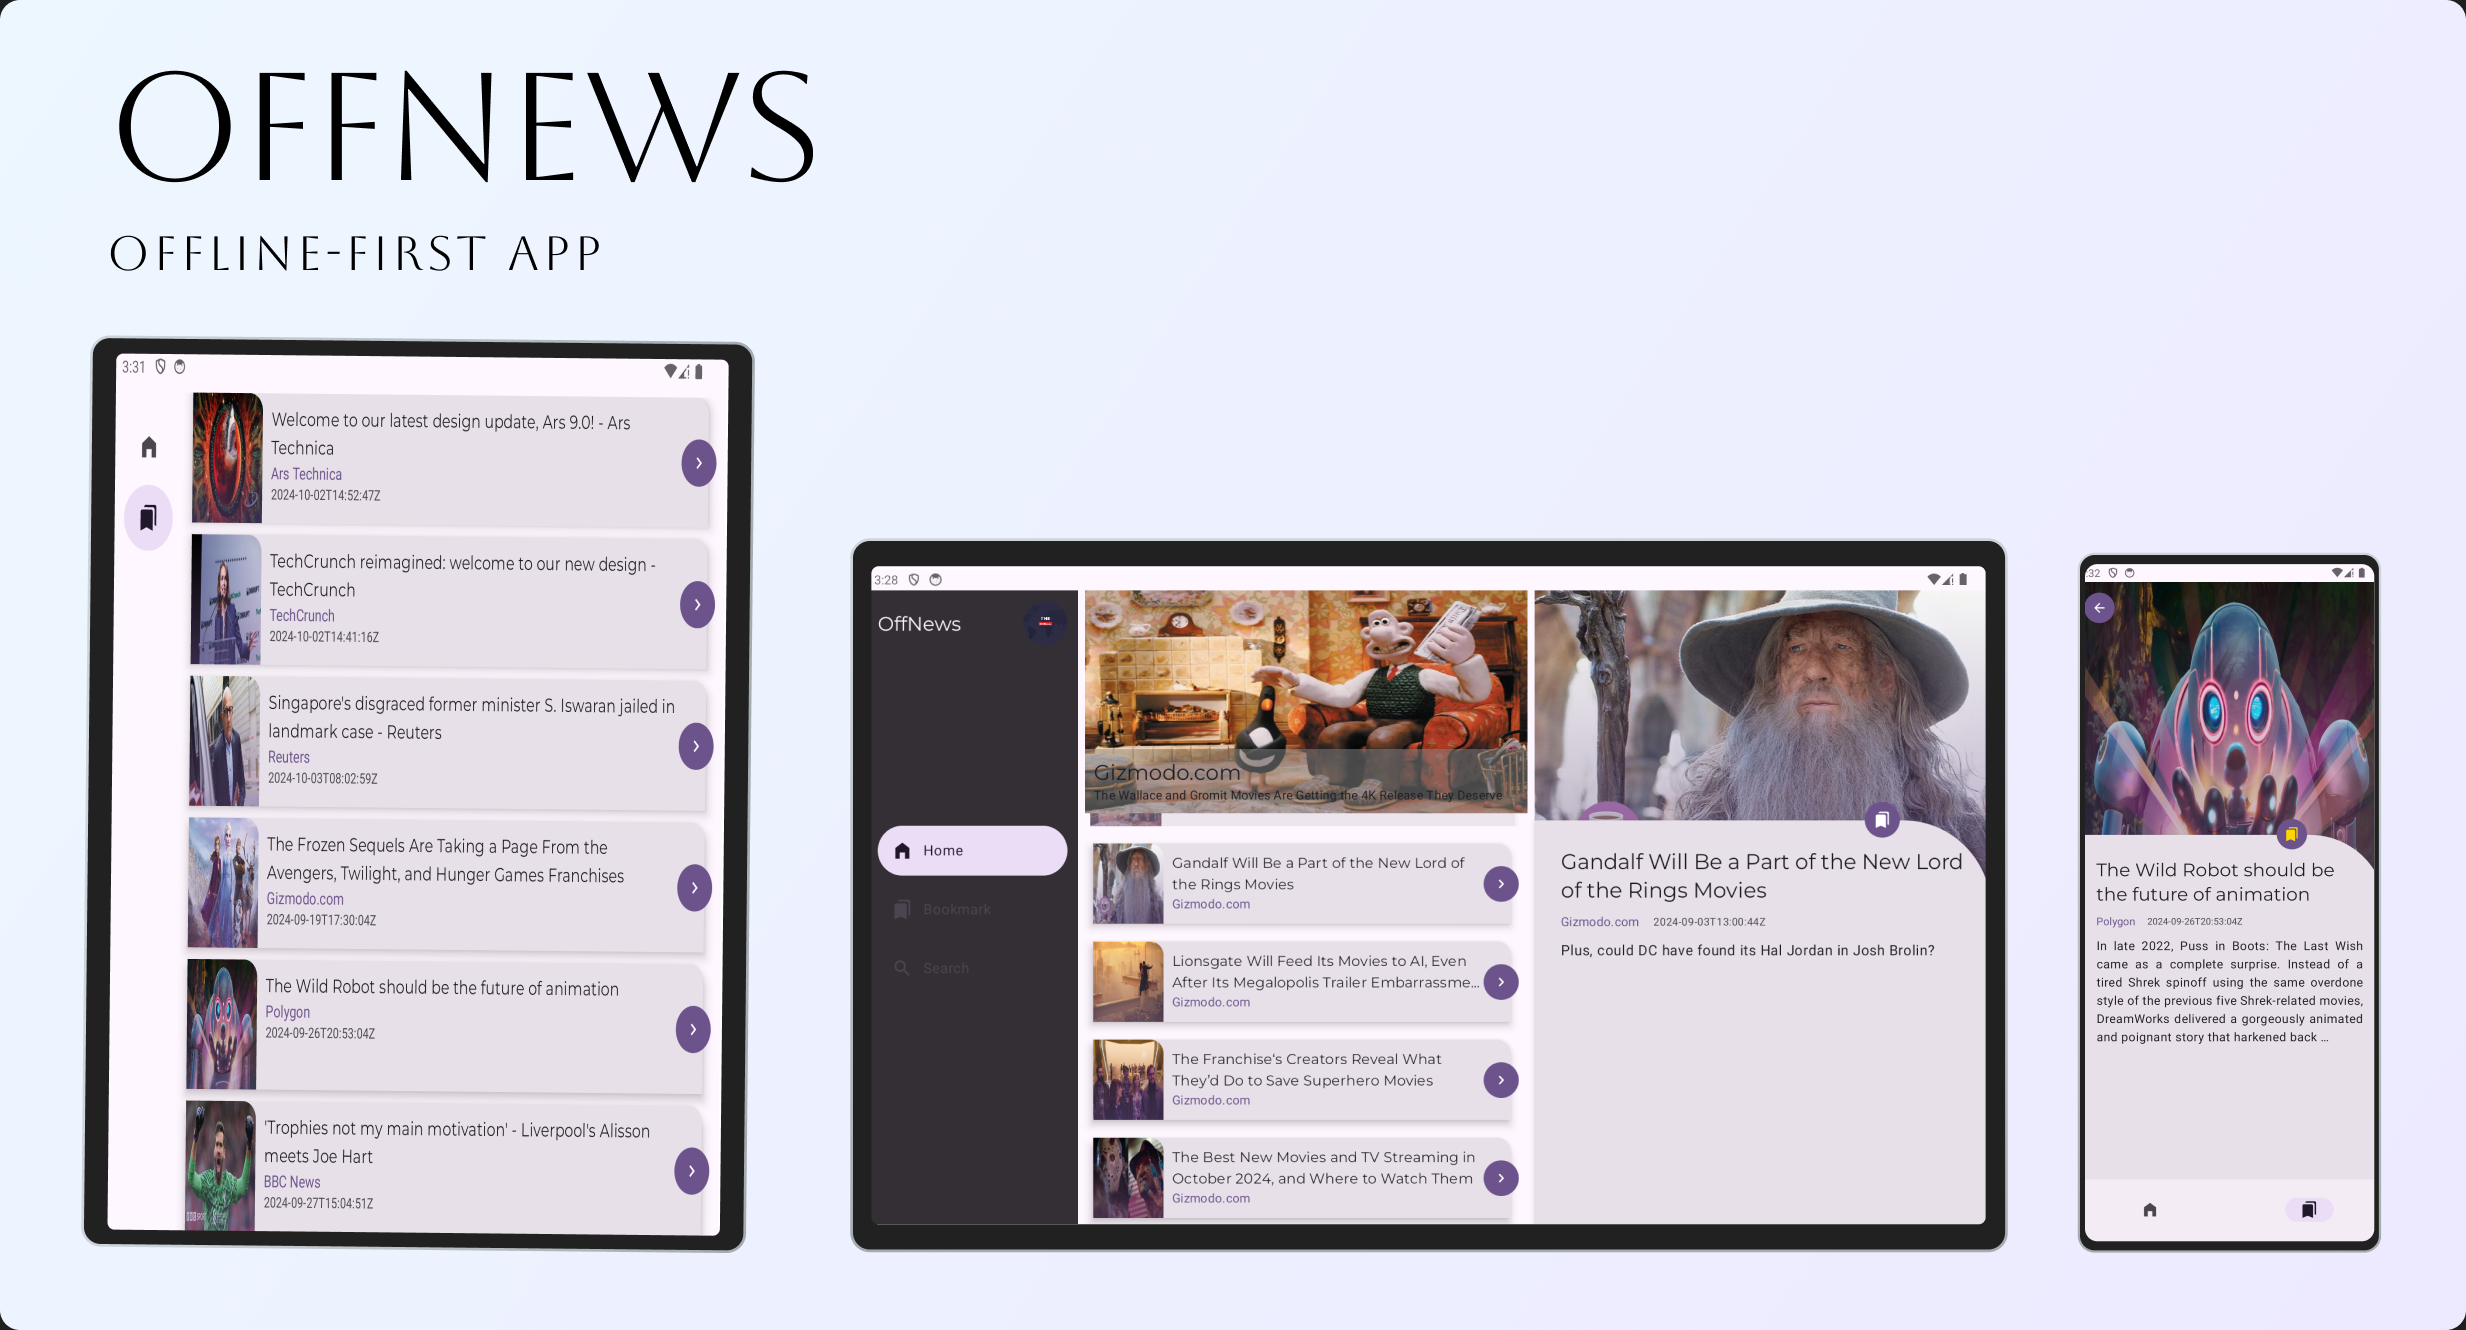 OFFNEWS
OFFLINE-FIRST APP
3:31
Welcome to our latest design update, Ars 9.0! - Ars
Technica
Ars Technica
2024-10-02T14:52:47Z
TechCrunch reimagined: welcome to our new design -
TechCrunch
TechCrunch
2024-10-02T14:41:16Z
Singapore's disgraced former minister S. Iswaran jailed in
landmark case - Reuters
Reuters
2024-10-03T08:02:59Z
The Frozen Sequels Are Taking a Page From the
Avengers, Twilight, and Hunger Games Franchises
Gizmodo.com
2024-09-19T17:30:04Z
The Wild Robot should be the future of animation
Polygon
2024-09-26T20:53:04Z
'Trophies not my main motivation' - Liverpool's Alisson
meets Joe Hart
BBC News
2024-09-27T15:04:51Z
3:28
OffNews
Home
Bookmark
Search
Gizmodo.com
The Wallace and Gromit Movies Are Getting the 4K Release They Deserve
Gandalf Will Be a Part of the New Lord of
the Rings Movies
Gizmodo.com
Lionsgate Will Feed Its Movies to AI, Even
After Its Megalopolis Trailer Embarrassme...
Gizmodo.com
The Franchise's Creators Reveal What
They'd Do to Save Superhero Movies
Gizmodo.com
The Best New Movies and TV Streaming in
October 2024, and Where to Watch Them
Gizmodo.com
Gandalf Will Be a Part of the New Lord
of the Rings Movies
Gizmodo.com 2024-09-03T13:00:44Z
Plus, could DC have found its Hal Jordan in Josh Brolin?
:32
The Wild Robot should be
the future of animation
Polygon 2024-09-26T20:53:04Z
In late 2022, Puss in Boots: The Last Wish
came as a complete surprise. Instead of a
tired Shrek spinoff using the same overdone
style of the previous five Shrek-related movies,
DreamWorks delivered a gorgeously animated
and poignant story that harkened back ...